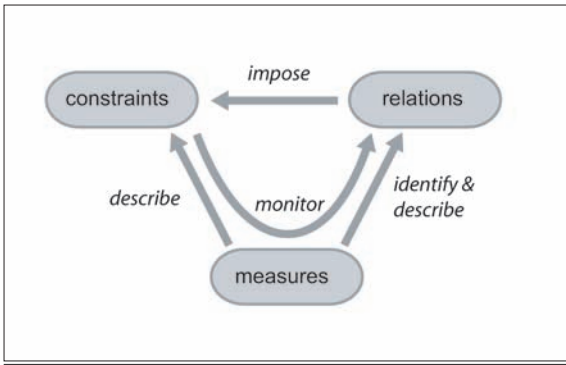 impose
constraints
relations
describe
monitor
identify &
describe
measures